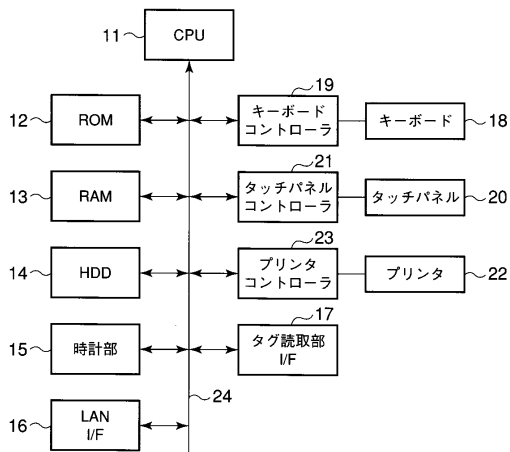 11
CPU
19
12
ROM
キーボード
コントローラ
キーボード
18
21
13
RAM
タッチパネル
コントローラ
タッチパネル
20
23
14
HDD
プリンタ
コントローラ
プリンタ
22
17
15
時計部
タグ読取部
I/F
24
16
LAN
I/F